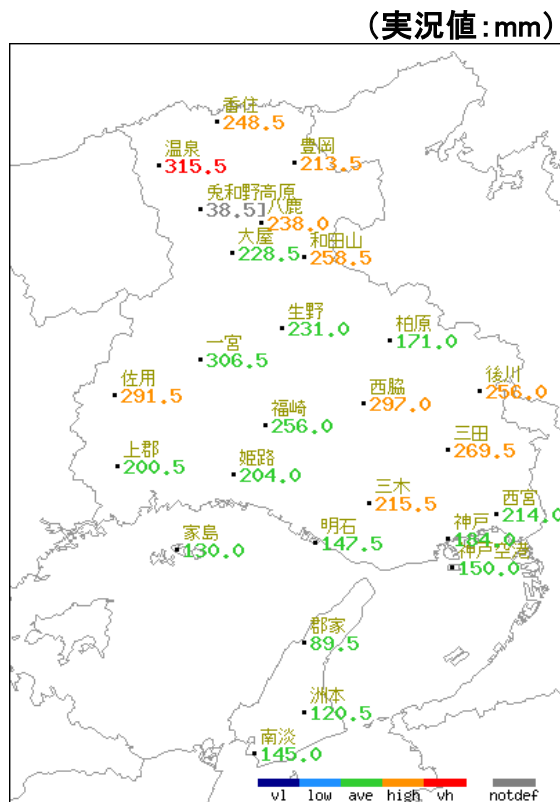 (実況値:mm)
香住
248.5
温泉
315.5
豊岡
213.5
兎和野高原
38.5]
八鹿
238.0
大屋
228.5
和田山
258.5
生野
231.0
柏原
171.0
一宮
306.5
佐用
291.5
西脇
297.0
後川
256.0
福崎
256.0
三田
269.5
上郡
200.5
姫路
204.0
三木
215.5
西宮
214.0
家島
130.0
明石
147.5
神戸
184.0
神戸空港
150.0
郡家
89.5
洲本
120.5
南淡
145.0
vl low ave high vh notdef